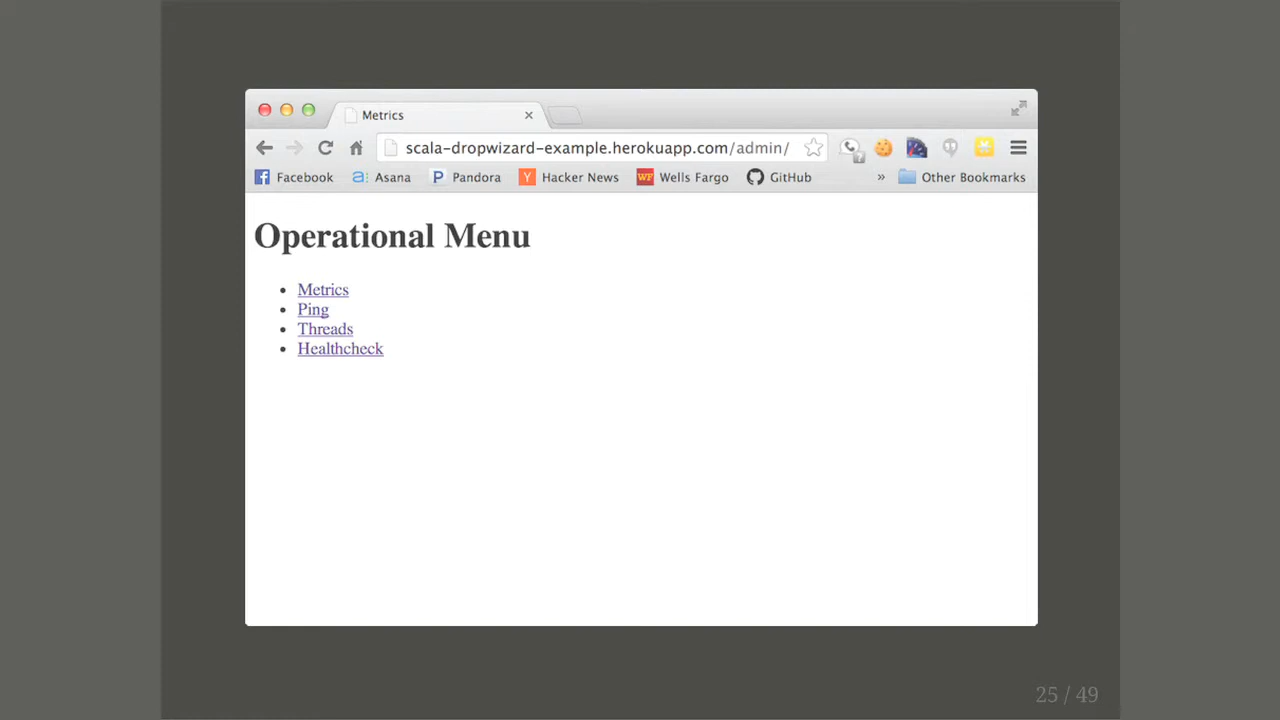 Metrics
scala-dropwizard-example.herokuapp.com/admin/
Facebook Asana Pandora Hacker News Wells Fargo GitHub » Other Bookmarks
Operational Menu
Metrics
Ping
Threads
Healthcheck
25 / 49